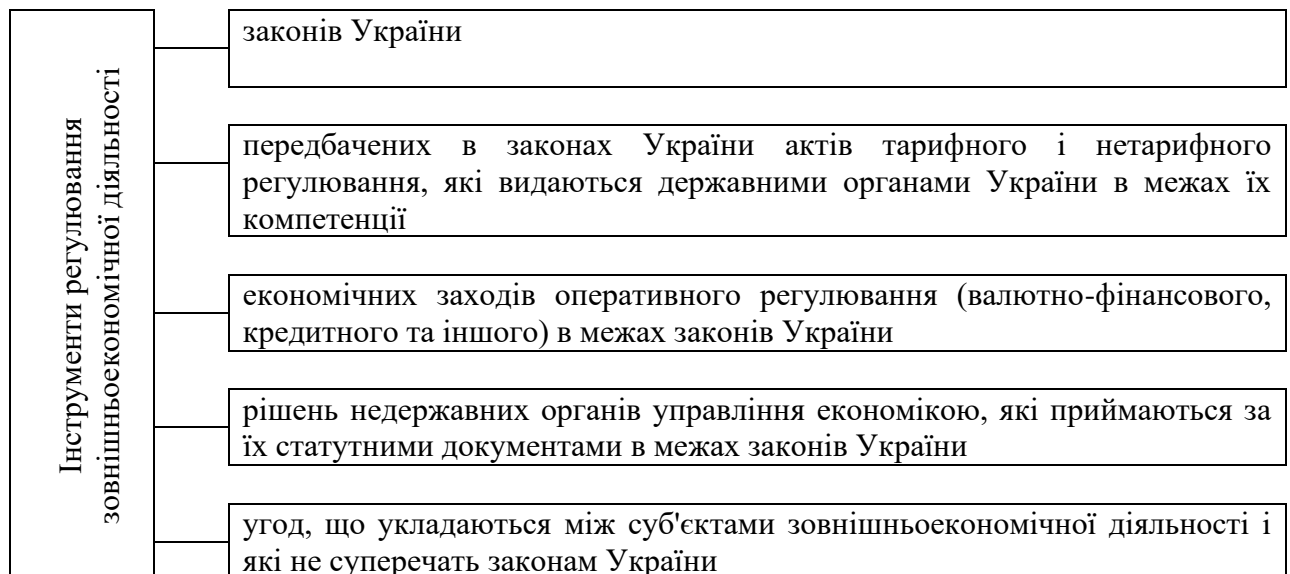 Інструменти регулювання
зовнішньоекономічної діяльності
законів України
передбачених в законах України актів тарифного і нетарифного
регулювання, які видаються державними органами України в межах їх
компетенції
економічних заходів оперативного регулювання (валютно-фінансового,
кредитного та іншого) в межах законів України
рішень недержавних органів управління економікою, які приймаються за
їх статутними документами в межах законів України
угод, що укладаються між суб'єктами зовнішньоекономічної діяльності і
які не суперечать законам України